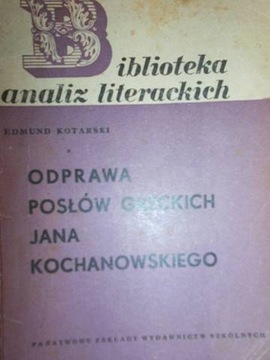 Biblioteka
analiz literackich
EDMUND KOTARSKI
ODPRAWA
POSŁÓW GRECKICH
JANA
KOCHANOWSKIEGO
PAŃSTWOWE ZAKŁADY WYDAWNICTW SZKOLNYCH